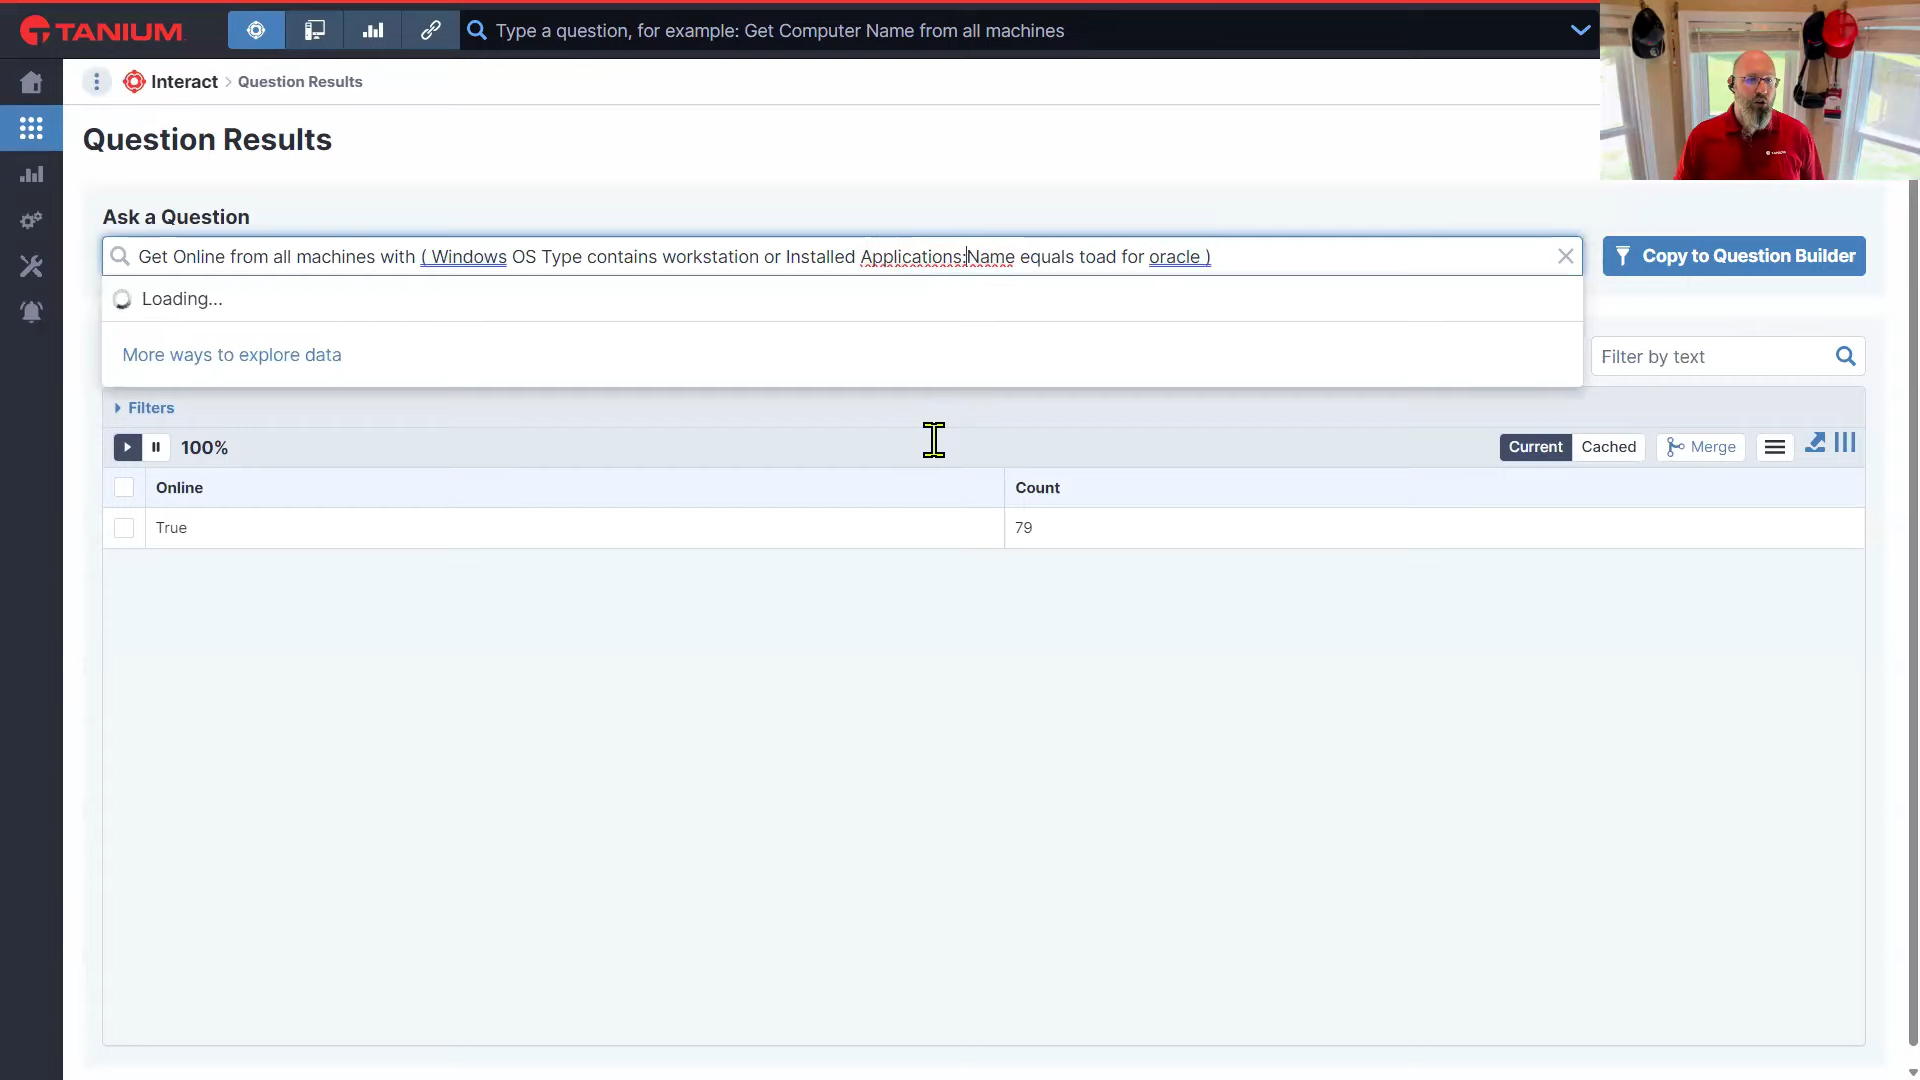 TANIUM
Type a question, for example: Get Computer Name from all machines
Interact > Question Results
Question Results
Ask a Question
Get Online from all machines with ( Windows OS Type contains workstation or Installed Applications:Name equals toad for oracle )
Copy to Question Builder
Loading...
More ways to explore data
Filter by text
Filters
100%
Current
Cached
Merge
Online
Count
True
79